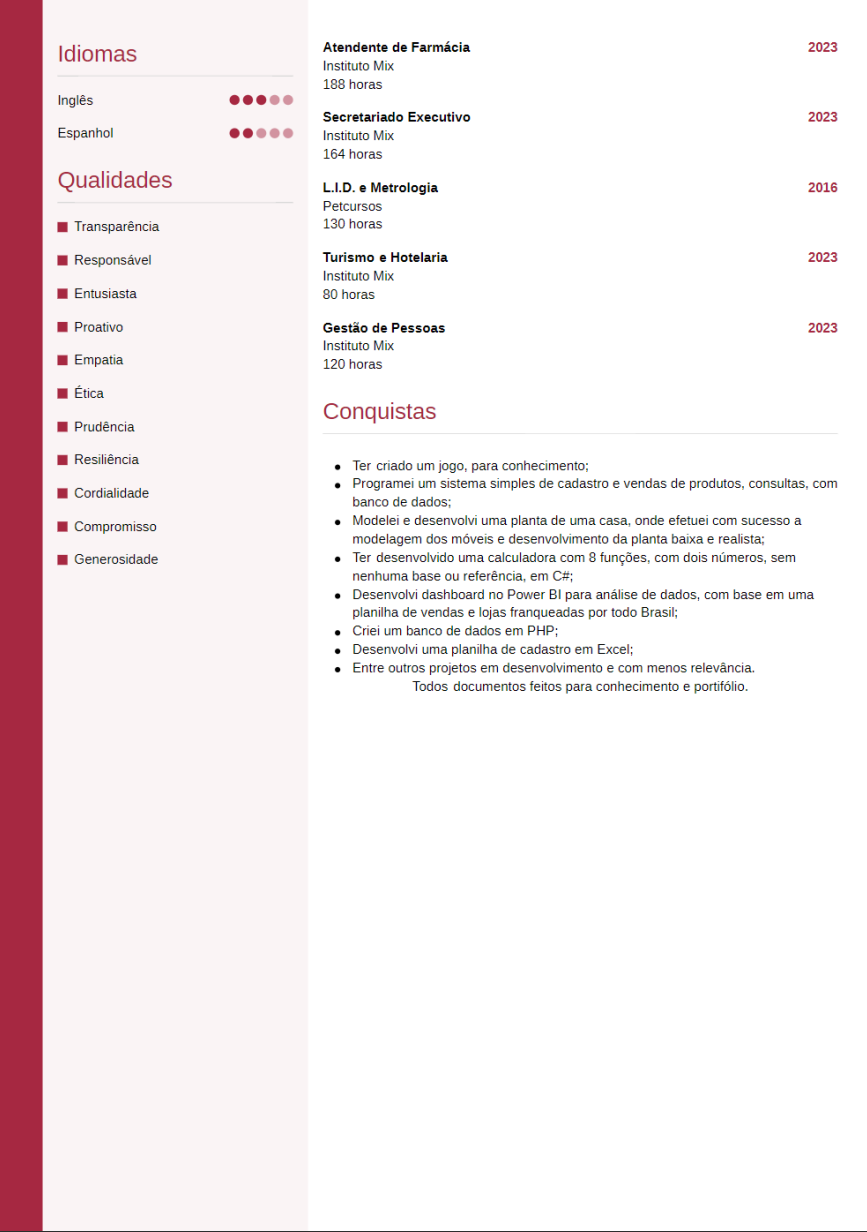 Idiomas
Inglês
Espanhol
Qualidades
Transparência
Responsável
Entusiasta
Proativo
Empatia
Ética
Prudência
Resiliência
Cordialidade
Compromisso
Generosidade
Atendente de Farmácia 2023
Instituto Mix
188 horas
Secretariado Executivo 2023
Instituto Mix
164 horas
L.I.D. e Metrologia 2016
Petcursos
130 horas
Turismo e Hotelaria 2023
Instituto Mix
80 horas
Gestão de Pessoas 2023
Instituto Mix
120 horas
Conquistas
Ter criado um jogo, para conhecimento;
Programei um sistema simples de cadastro e vendas de produtos, consultas, com
banco de dados;
Modelei e desenvolvi uma planta de uma casa, onde efetuei com sucesso a
modelagem dos móveis e desenvolvimento da planta baixa e realista;
Ter desenvolvido uma calculadora com 8 funções, com dois números, sem
nenhuma base ou referência, em C#;
Desenvolvi dashboard no Power BI para análise de dados, com base em uma
planilha de vendas e lojas franqueadas por todo Brasil;
Criei um banco de dados em PHP;
Desenvolvi uma planilha de cadastro em Excel;
Entre outros projetos em desenvolvimento e com menos relevância.
Todos documentos feitos para conhecimento e portifólio.